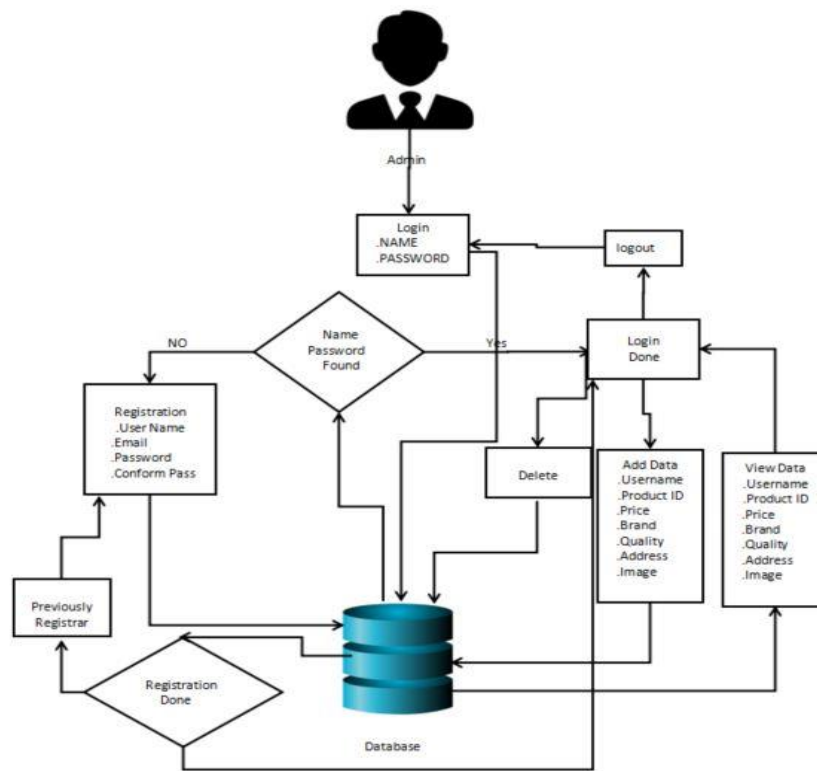 Admin
Login
.NAME
.PASSWORD
logout
Name
Password
Found
NO
Yes
Login
Done
Registration
.User Name
.Email
.Password
.Conform Pass
Delete
Add Data
.Username
.Product ID
.Price
.Brand
.Quality
.Address
.Image
View Data
.Username
.Product ID
.Price
.Brand
.Quality
.Address
.Image
Previously
Registrar
Registration
Done
Database